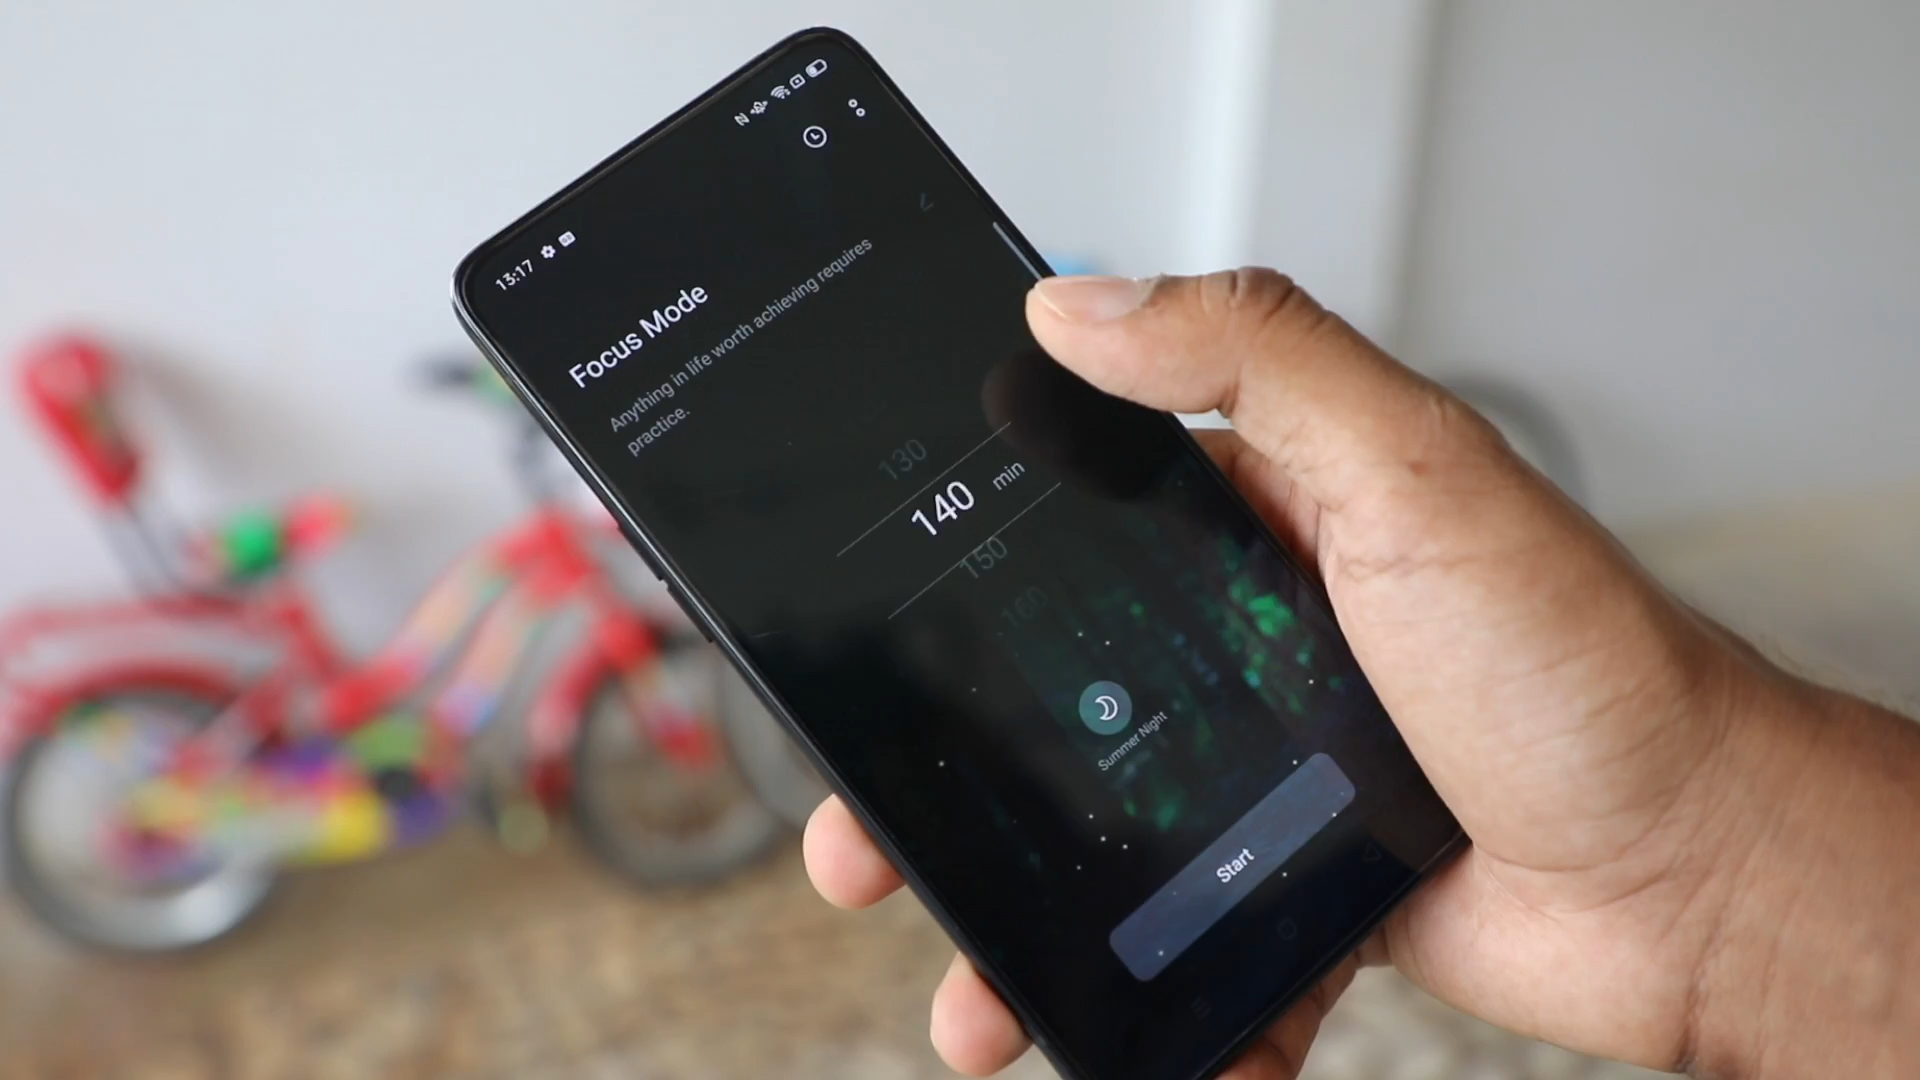 13:17
Focus Mode
Anything in life worth achieving requires
practice.
130
140 min
150
160
Summer Night
Start